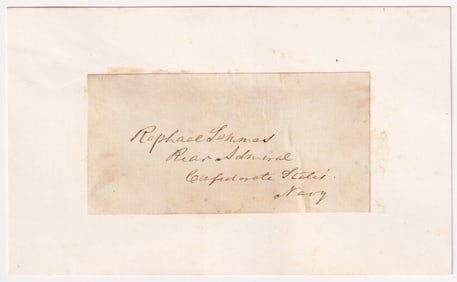 Raphael Semmes
Rear Admiral
Confederate States'
Navy